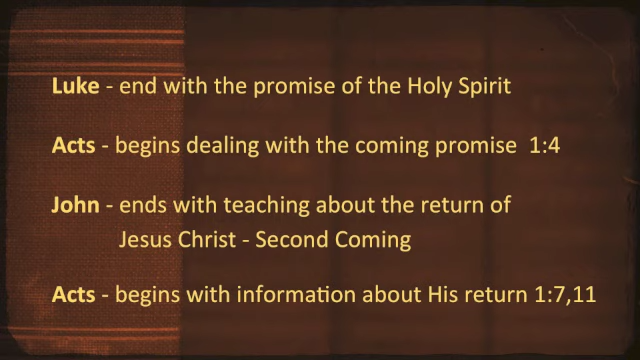 Luke - end with the promise of the Holy Spirit
Acts - begins dealing with the coming promise 1:4
John - ends with teaching about the return of
Jesus Christ - Second Coming
Acts - begins with information about His return 1:7,11